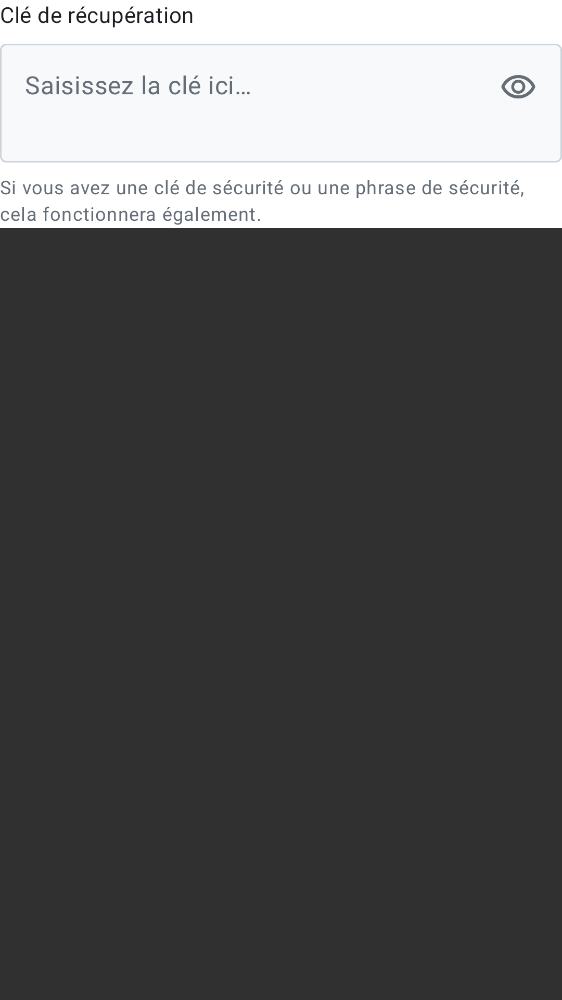 Clé de récupération
Saisissez la clé ici…
Si vous avez une clé de sécurité ou une phrase de sécurité,
cela fonctionnera également.